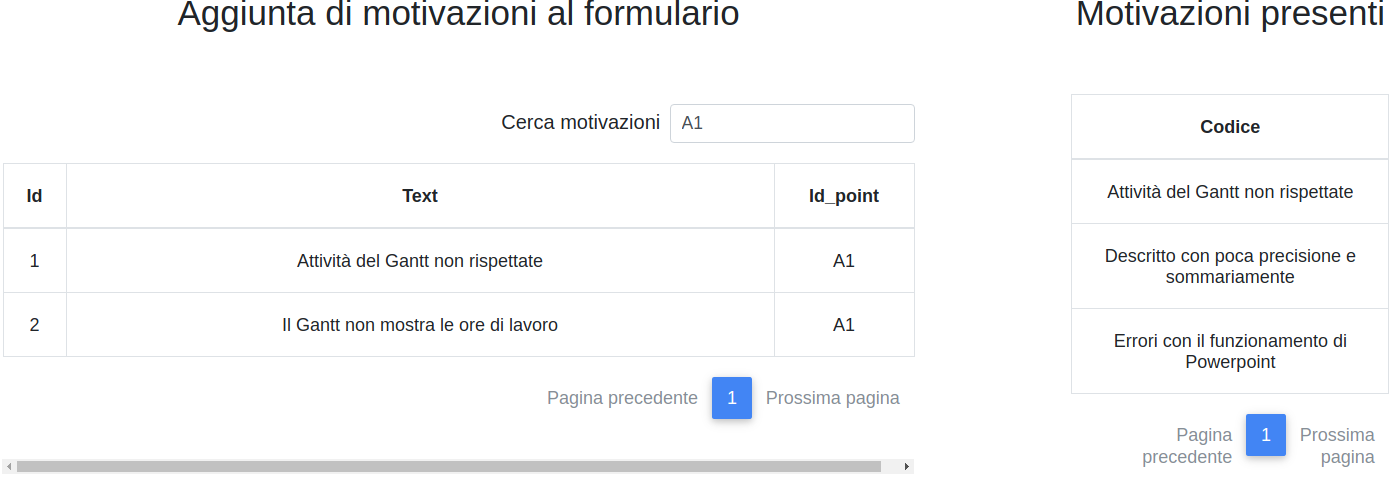 Aggiunta di motivazioni al formulario
Cerca motivazioni A1
Id Text Id_point
1 Attività del Gantt non rispettate A1
2 Il Gantt non mostra le ore di lavoro A1
Pagina precedente 1 Prossima pagina
Motivazioni presenti
Codice
Attività del Gantt non rispettate
Descritto con poca precisione e
sommariamente
Errori con il funzionamento di
Powerpoint
Pagina
precedente
1
Prossima
pagina